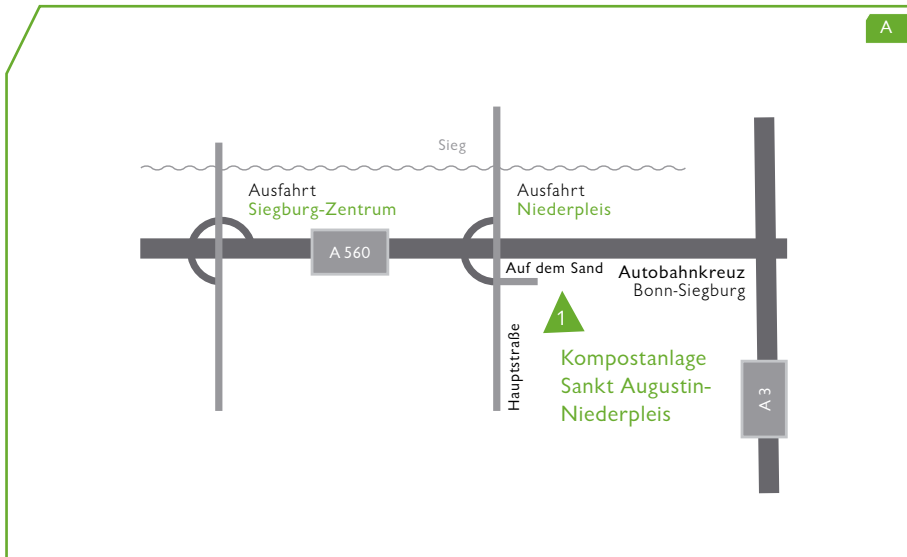 A
Sieg
Ausfahrt
Siegburg-Zentrum
Ausfahrt
Niederpleis
A 560
Auf dem Sand
Autobahnkreuz
Bonn-Siegburg
1
Hauptstraße
Kompostanlage
Sankt Augustin-
Niederpleis
A 3